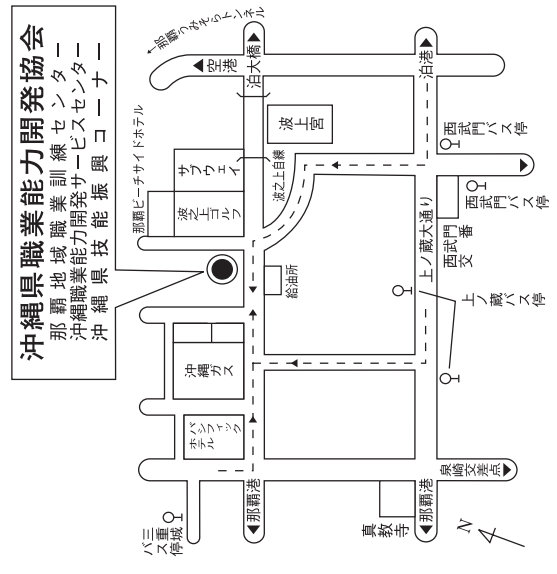 沖縄県職業能力開発協会
那覇地域職業訓練センター
沖縄職業能力開発サービスセンター
沖縄県技能振興コーナー
←那覇うみそらトンネル
空港
泊大橋
泊港
波上宮
サブウェイ
波之上自練
那覇ビーチサイドホテル
波之上ゴルフ
西武門バス停
西武門バス停
上ノ蔵大通り
西武門
交番
給油所
上ノ蔵バス停
沖縄
ガス
パシフィック
ホテル
泉崎交差点
那覇港
那覇港
真教寺
三重城
バス停
N